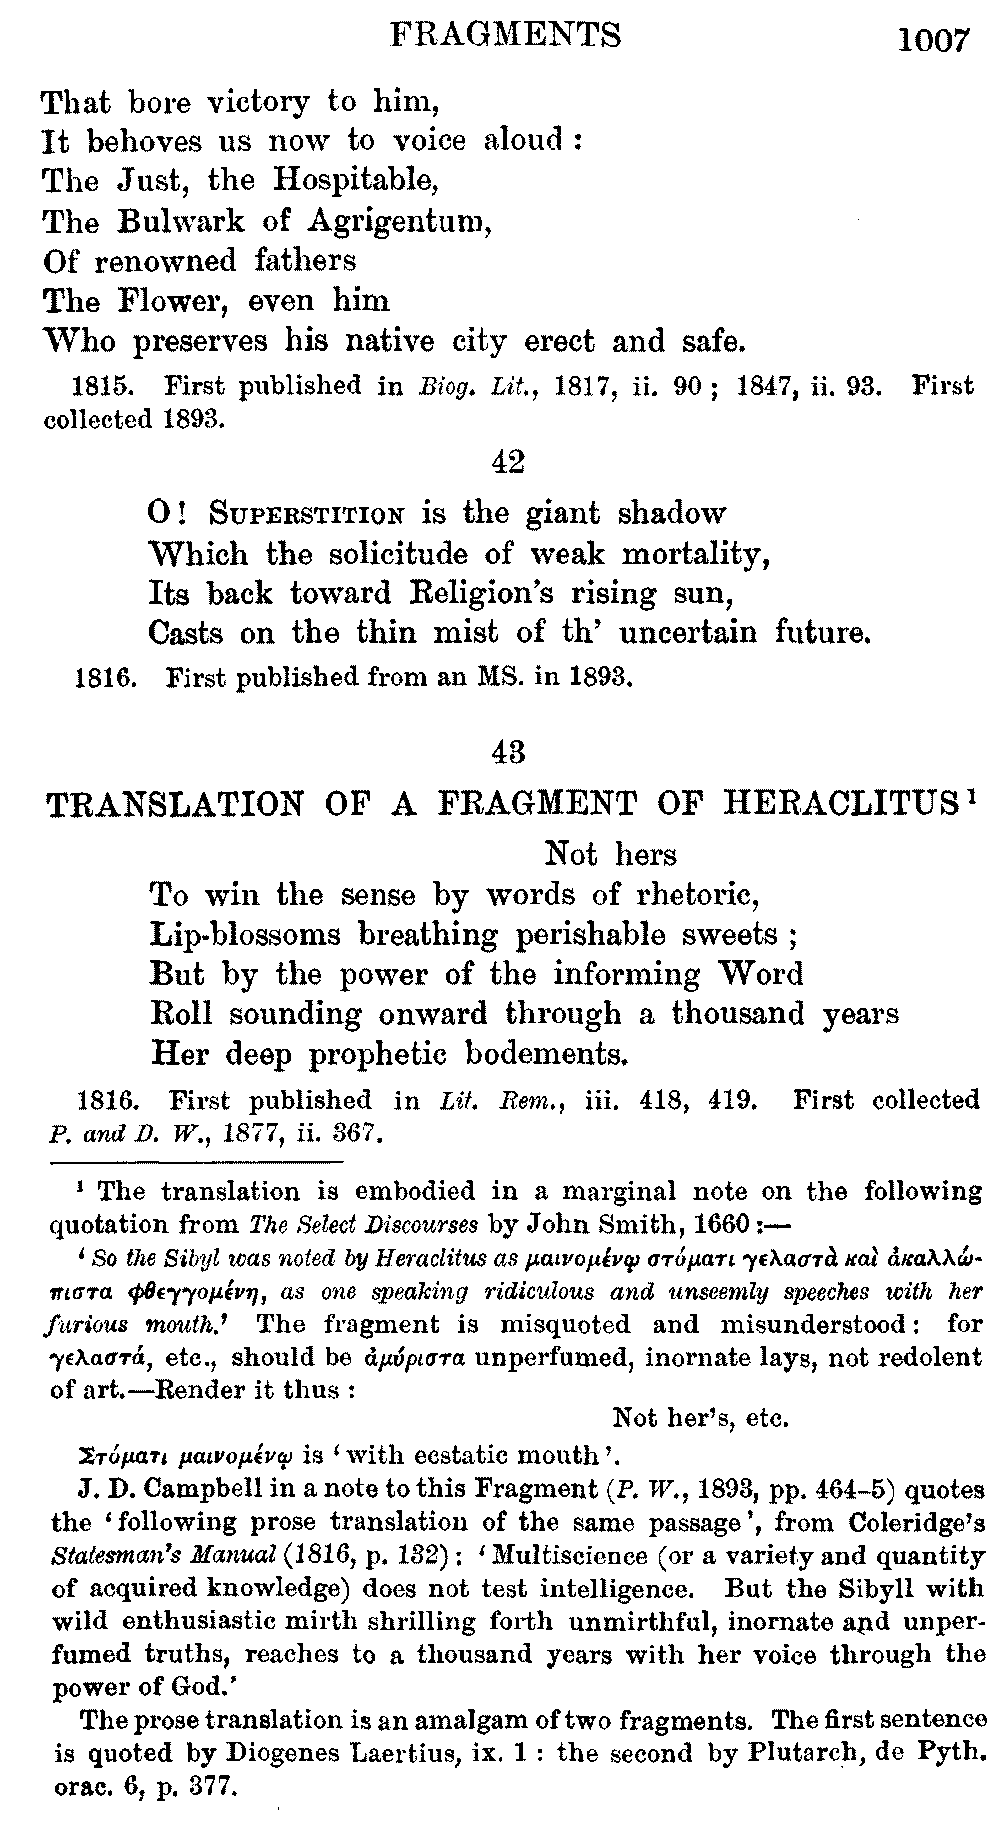 FRAGMENTS 1007
That bore victory to him,
It behoves us now to voice aloud :
The Just, the Hospitable,
The Bulwark of Agrigentum,
Of renowned fathers
The Flower, even him
Who preserves his native city erect and safe.
1815. First published in Biog. Lit., 1817, ii. 90 ; 1847, ii. 93. First
collected 1893.
42
O ! SUPERSTITION is the giant shadow
Which the solicitude of weak mortality,
Its back toward Religion's rising sun,
Casts on the thin mist of th' uncertain future.
1816. First published from an MS. in 1893.
43
TRANSLATION OF A FRAGMENT OF HERACLITUS ¹
Not hers
To win the sense by words of rhetoric,
Lip-blossoms breathing perishable sweets ;
But by the power of the informing Word
Roll sounding onward through a thousand years
Her deep prophetic bodements.
1816. First published in Lit. Rem., iii. 418, 419. First collected
P. and D. W., 1877, ii. 367.
¹ The translation is embodied in a marginal note on the following
quotation from The Select Discourses by John Smith, 1660 :—
‘ So the Sibyl was noted by Heraclitus as μαινομένῳ στόματι γελαστὰ καὶ ἀκαλλώ-
πιστα φθεγγομένη, as one speaking ridiculous and unseemly speeches with her
furious mouth.’ The fragment is misquoted and misunderstood : for
γελαστά, etc., should be ἀμύριστα unperfumed, inornate lays, not redolent
of art.—Render it thus :
Not her's, etc.
Στόματι μαινομένῳ is ‘ with ecstatic mouth ’.
J. D. Campbell in a note to this Fragment (P. W., 1893, pp. 464-5) quotes
the ‘ following prose translation of the same passage ’, from Coleridge's
Statesman's Manual (1816, p. 132) : ‘ Multiscience (or a variety and quantity
of acquired knowledge) does not test intelligence. But the Sibyll with
wild enthusiastic mirth shrilling forth unmirthful, inornate and unper-
fumed truths, reaches to a thousand years with her voice through the
power of God.’
The prose translation is an amalgam of two fragments. The first sentence
is quoted by Diogenes Laertius, ix. 1 : the second by Plutarch, de Pyth.
orac. 6, p. 377.